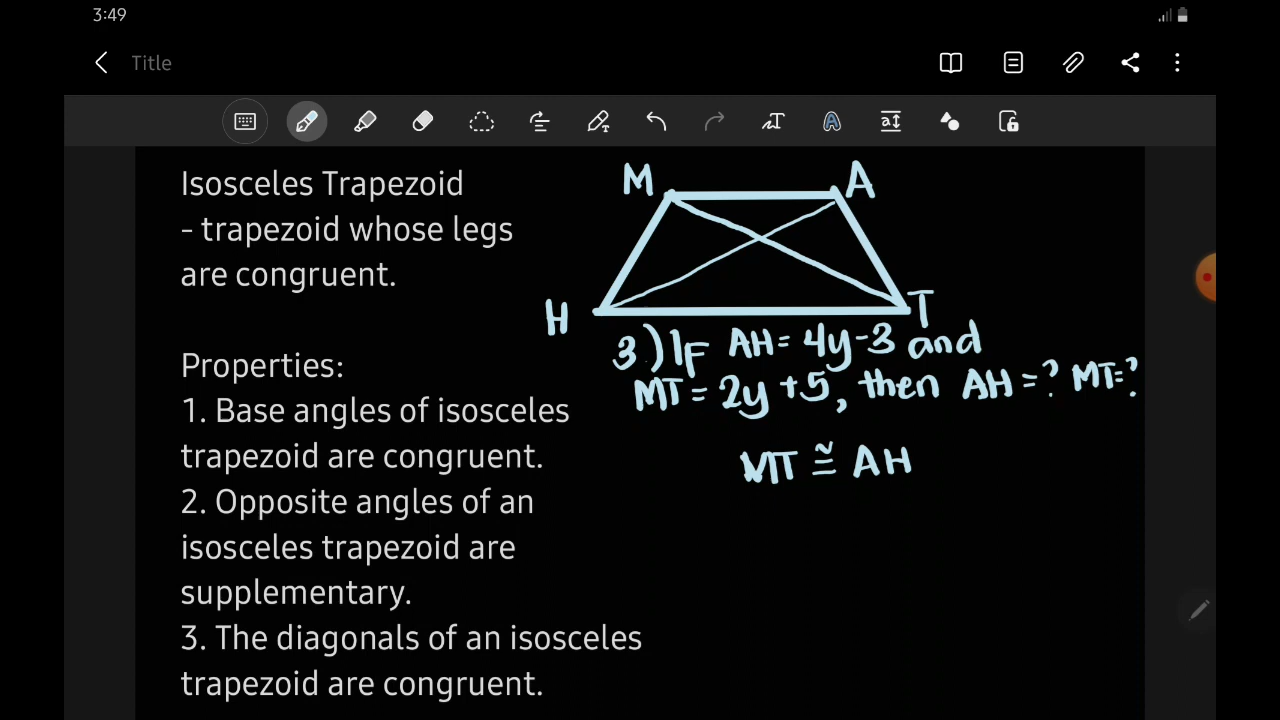 3:49
Title
Isosceles Trapezoid
- trapezoid whose legs
are congruent.
Properties:
1. Base angles of isosceles
trapezoid are congruent.
2. Opposite angles of an
isosceles trapezoid are
supplementary.
3. The diagonals of an isosceles
trapezoid are congruent.
M A
H T
3) IF AH = 4y-3 and
MT = 2y +5, then AH = ? MT = ?
MT ≅ AH